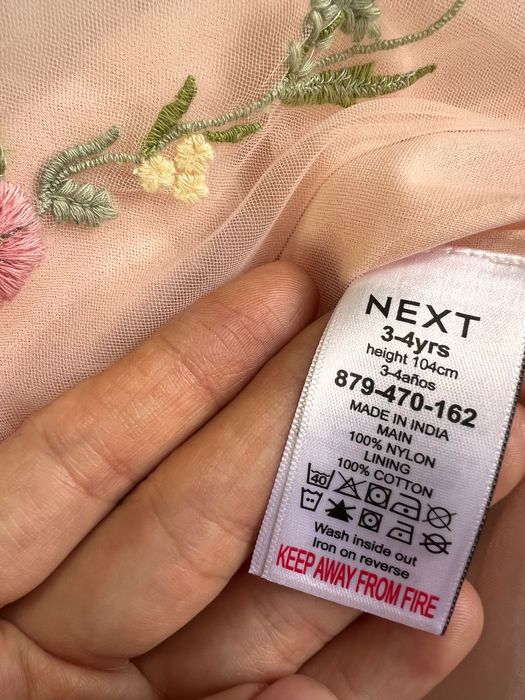 NEXT
3-4yrs
height 104cm
3-4años
879-470-162
MADE IN INDIA
MAIN
100% NYLON
LINING
100% COTTON
40
Wash inside out
Iron on reverse
KEEP AWAY FROM FIRE